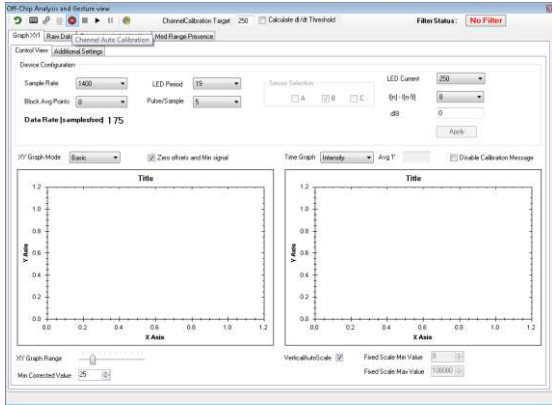 Off-Chip Analysis and Gesture view
ChannelCalibration Target 250 Calculate di/dt Threshold FilterStatus: No Filter
Graph(XY) Raw Data Med Range Presence
Channel Auto Calibration
Control View Additional Settings
Device Configuration
Sample Rate 1400 LED Period 19 Sensor Selection LED Current 250
Block Avg Points 8 Pulse/Sample 5 A B C I[n] - I[n-9] 8
Data Rate [samples/sec] 175 dI8 0
Apply
XY Graph Mode Basic Zero offsets and Min signal Time Graph Intensity Avg 1' Disable Calibration Message
Title Title
1.2 1.2
1.0 1.0
0.8 0.8
Y Axis Y Axis
0.6 0.6
0.4 0.4
0.2 0.2
0.0 0.0
0.0 0.2 0.4 0.6 0.8 1.0 1.2 0.0 0.2 0.4 0.6 0.8 1.0 1.2
X Axis X Axis
XY Graph Range VerticalAutoScale Fixed Scale Min Value 0
Min Corrected Value 25 Fixed Scale Max Value 100000